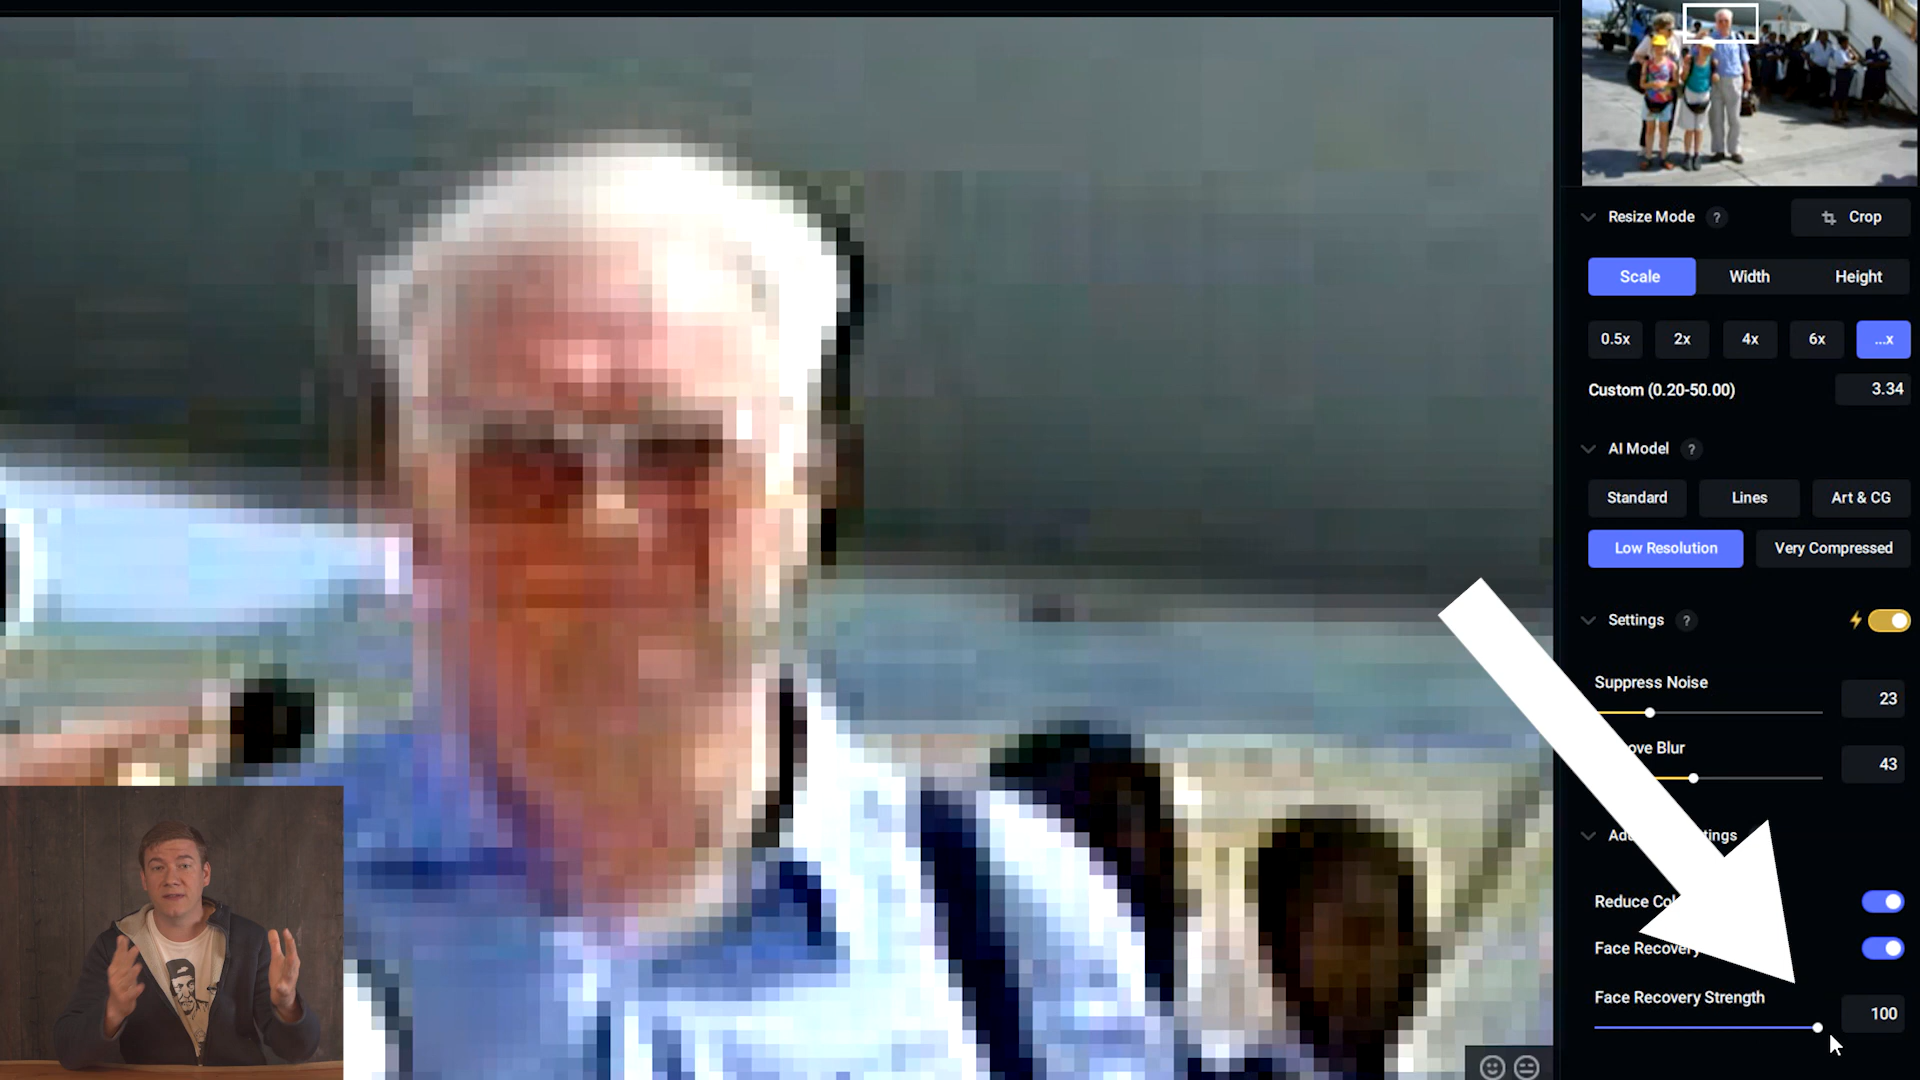 Resize Mode ? Crop
Scale Width Height
0.5x 2x 4x 6x ...x
Custom (0.20-50.00) 3.34
AI Model ?
Standard Lines Art & CG
Low Resolution Very Compressed
Settings ?
Suppress Noise 23
ove Blur 43
Ad tings
Reduce Col
Face Recovery
Face Recovery Strength 100